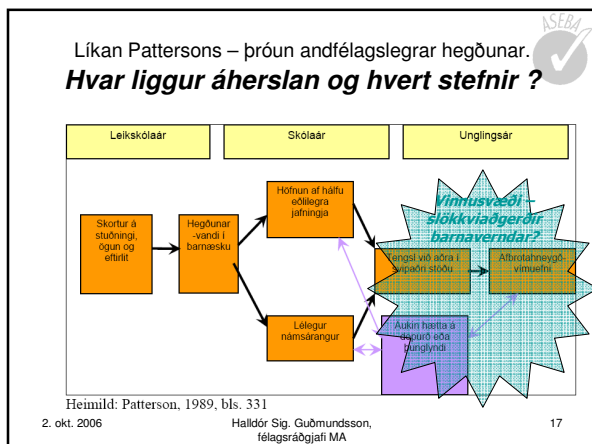 ASEBA
Líkan Pattersons – þróun andfélagslegrar hegðunar.
Hvar liggur áherslan og hvert stefnir ?
Leikskólaár
Skólaár
Unglingsár
Skortur á
stuðningi,
ögun og
eftirlit
Hegðunar
-vandi í
barnæsku
Höfnun af hálfu
eðlilegra
jafningja
Lélegur
námsárangur
Vinnusvæði –
slökkviaðgerðir
barnaverndar?
Tengsl við aðra í
svipaðri stöðu
Afbrotahneygð-
vímuefni
Aukin hætta á
depurð eða
þunglyndi
Heimild: Patterson, 1989, bls. 331
2. okt. 2006
Halldór Sig. Guðmundsson,
félagsráðgjafi MA
17